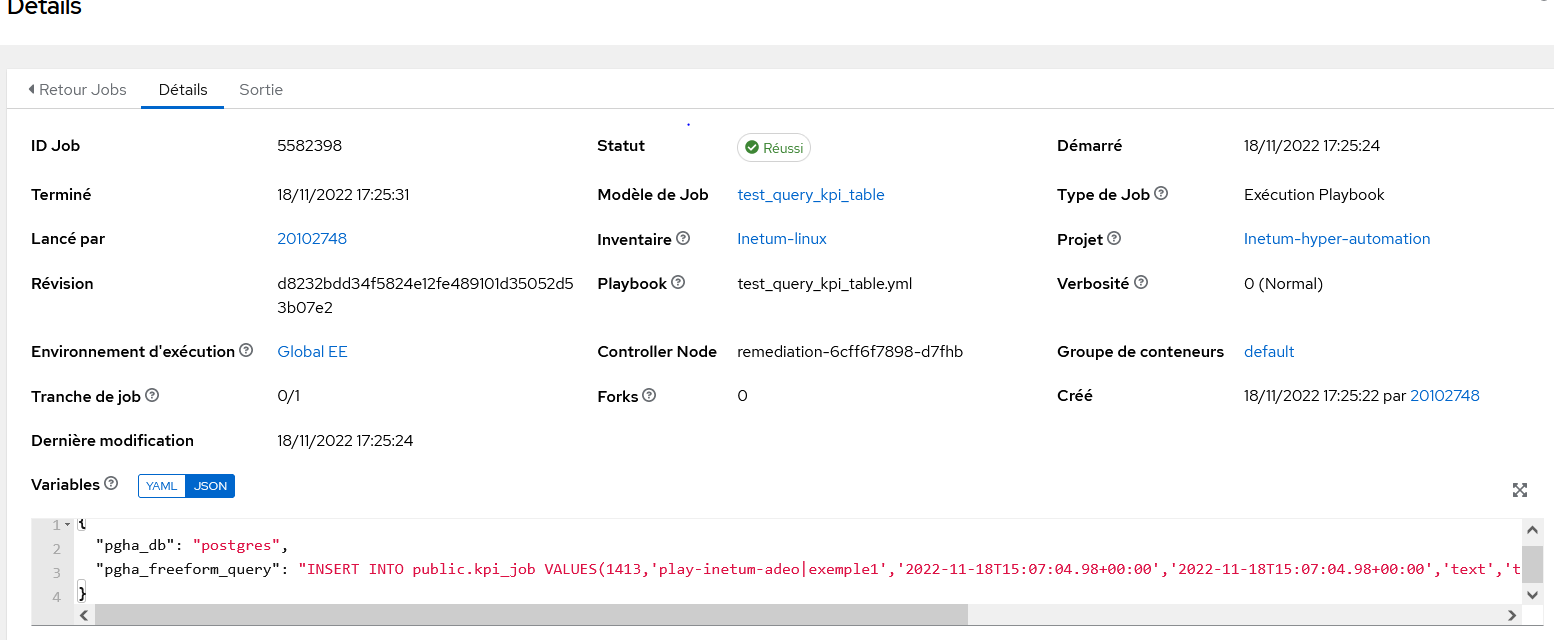 Détails
Retour Jobs Détails Sortie
ID Job 5582398 Statut Réussi Démarré 18/11/2022 17:25:24
Terminé 18/11/2022 17:25:31 Modèle de Job test_query_kpi_table Type de Job Exécution Playbook
Lancé par 20102748 Inventaire Inetum-linux Projet Inetum-hyper-automation
Révision d8232bdd34f5824e12fe489101d35052d5 Playbook test_query_kpi_table.yml Verbosité 0 (Normal)
3b07e2
Environnement d'exécution Global EE Controller Node remediation-6cff6f7898-d7fhb Groupe de conteneurs default
Tranche de job 0/1 Forks 0 Créé 18/11/2022 17:25:22 par 20102748
Dernière modification 18/11/2022 17:25:24
Variables YAML JSON
1 {
2 "pgha_db": "postgres",
3 "pgha_freeform_query": "INSERT INTO public.kpi_job VALUES(1413,'play-inetum-adeo|exemple1','2022-11-18T15:07:04.98+00:00','2022-11-18T15:07:04.98+00:00','text','t
4 }